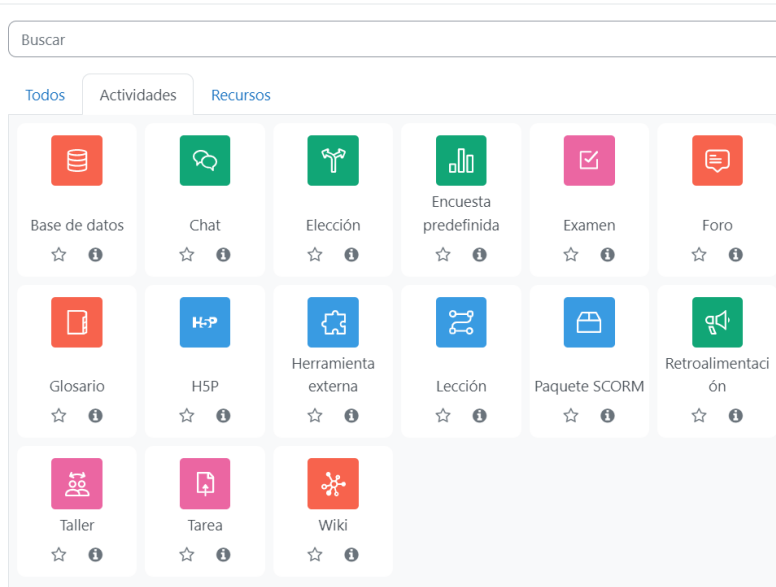 Buscar
Todos Actividades Recursos
Encuesta
Base de datos Chat Elección predefinida Examen Foro
H5P
Herramienta Retroalimentaci
Glosario H5P externa Lección Paquete SCORM ón
Taller Tarea Wiki